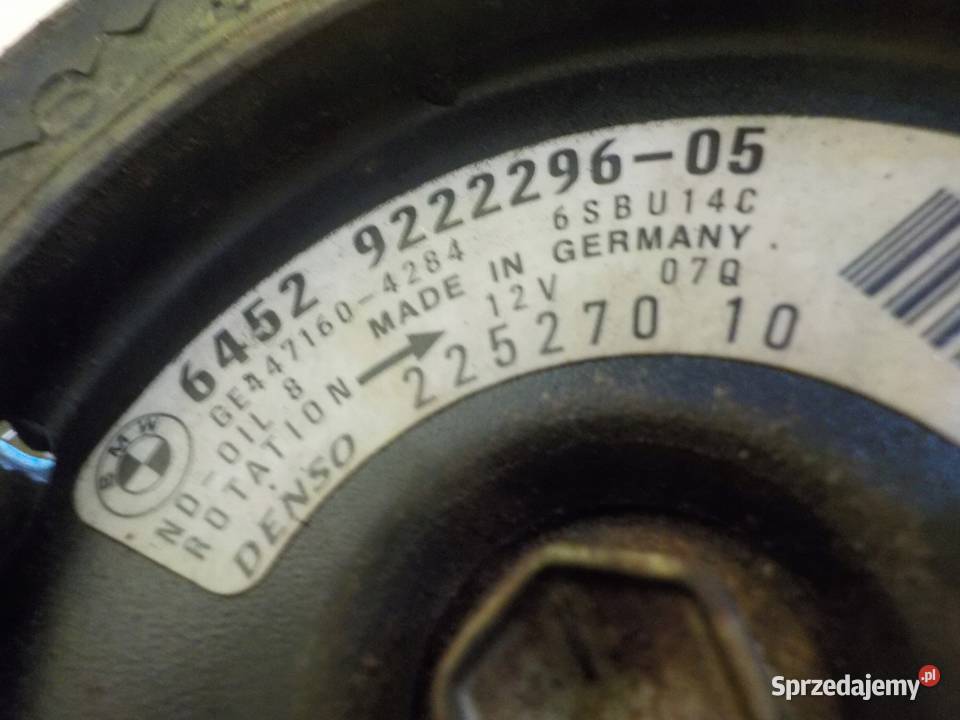 BMW
6452 9222296-05
GE447160-4284 6SBU14C
MADE IN GERMANY
ND-OIL 8 12V 07Q
ROTATION
DENSO 225270 10
Sprzedajemy.pl